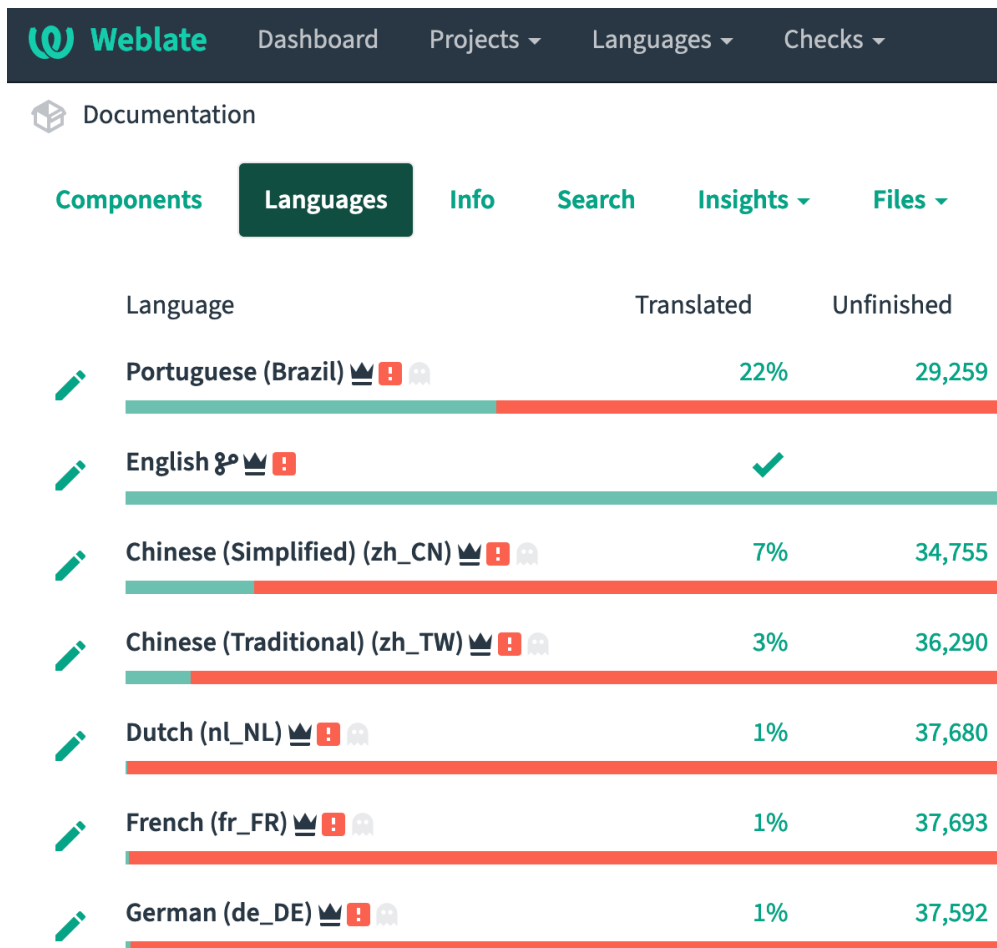 Weblate Dashboard Projects Languages Checks
Documentation
Components Languages Info Search Insights Files
Language Translated Unfinished
Portuguese (Brazil) 22% 29,259
English
Chinese (Simplified) (zh_CN) 7% 34,755
Chinese (Traditional) (zh_TW) 3% 36,290
Dutch (nl_NL) 1% 37,680
French (fr_FR) 1% 37,693
German (de_DE) 1% 37,592